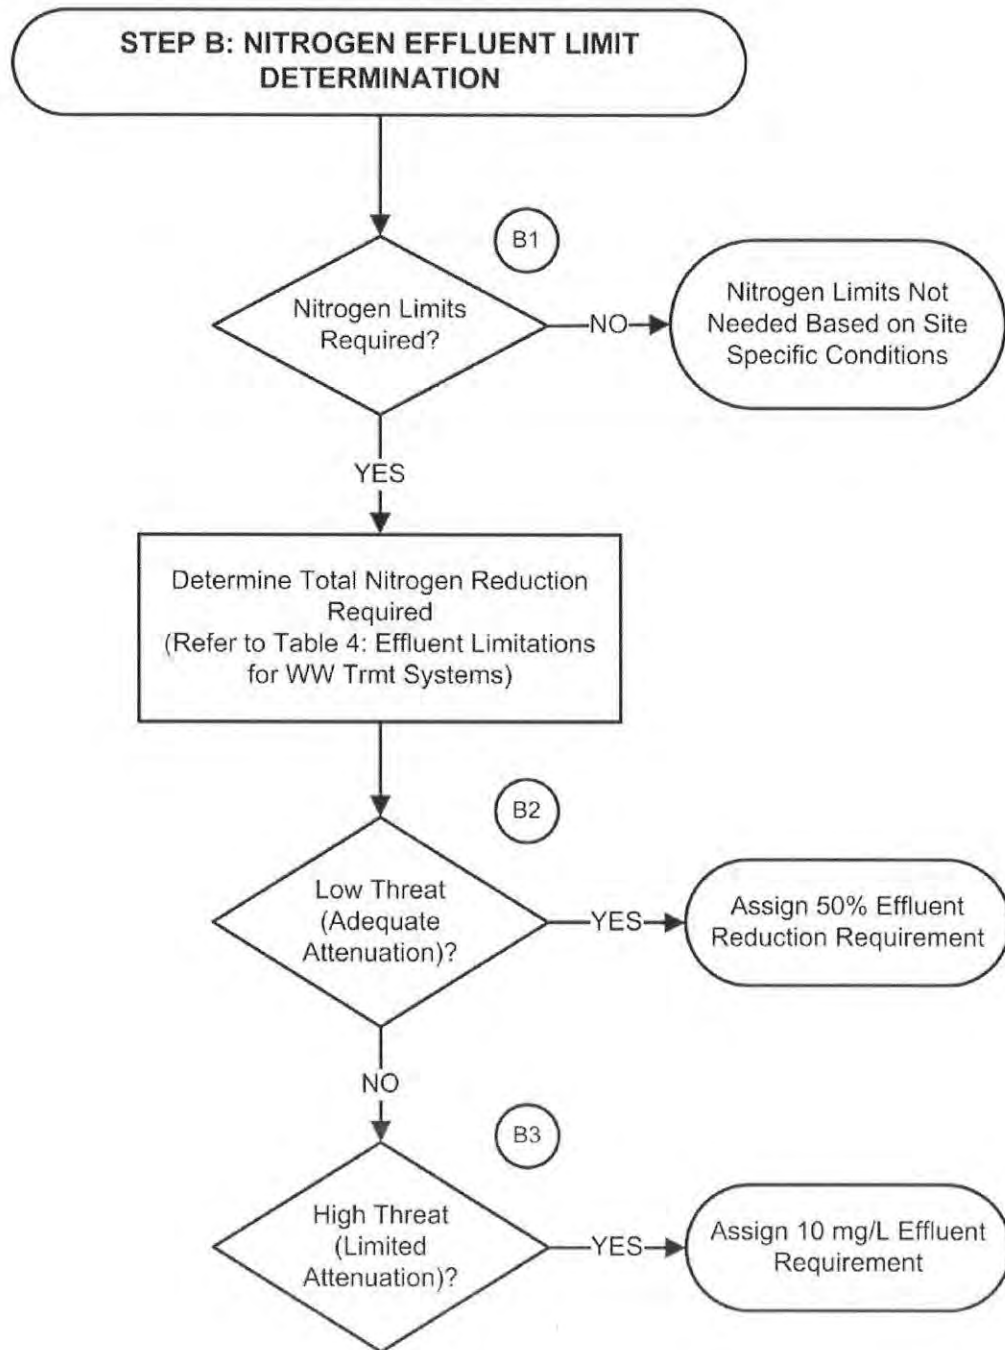 STEP B: NITROGEN EFFLUENT LIMIT
DETERMINATION
B1
Nitrogen Limits
Required?
NO
Nitrogen Limits Not
Needed Based on Site
Specific Conditions
YES
Determine Total Nitrogen Reduction
Required
(Refer to Table 4: Effluent Limitations
for WW Trmt Systems)
B2
Low Threat
(Adequate
Attenuation)?
YES
Assign 50% Effluent
Reduction Requirement
NO
B3
High Threat
(Limited
Attenuation)?
YES
Assign 10 mg/L Effluent
Requirement